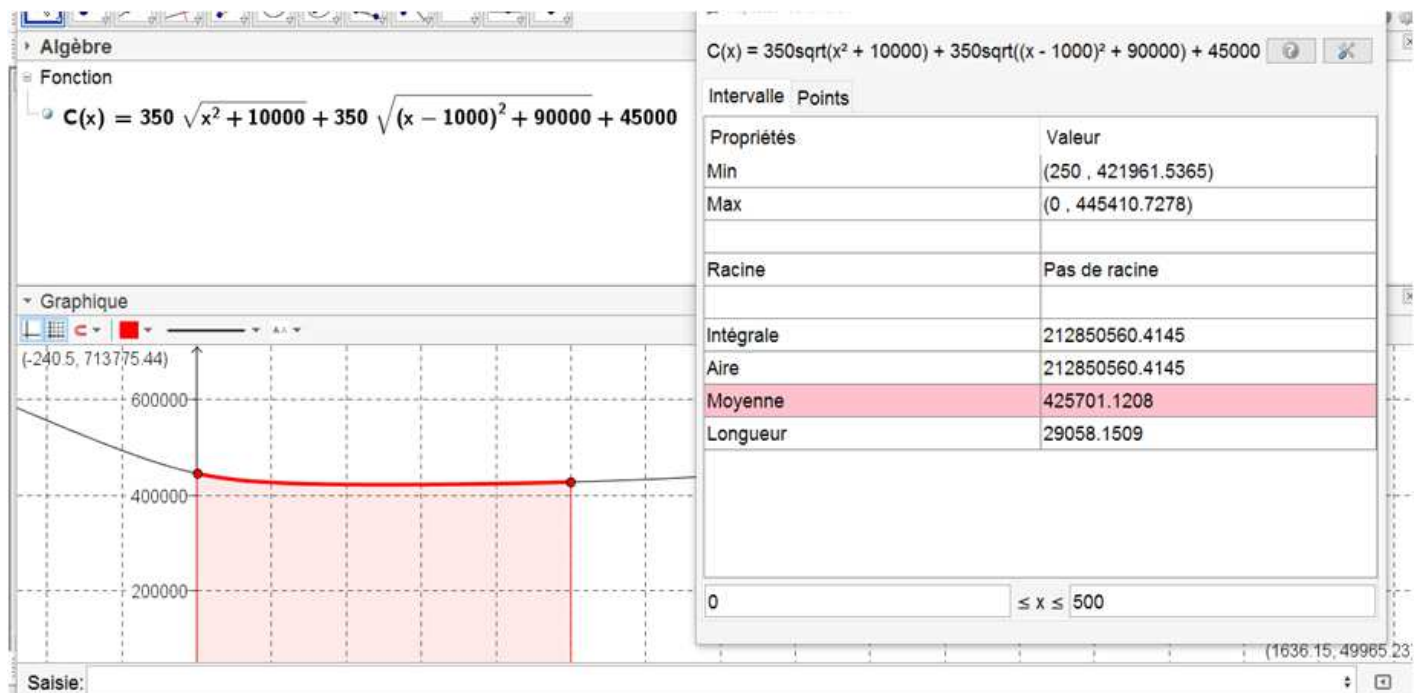 Algèbre
Fonction
C(x) = 350 √x² + 10000 + 350 √(x − 1000)² + 90000 + 45000
Graphique
(-240.5, 713775.44)
600000
400000
200000
C(x) = 350sqrt(x² + 10000) + 350sqrt((x - 1000)² + 90000) + 45000
Intervalle Points
Propriétés Valeur
Min (250 , 421961.5365)
Max (0 , 445410.7278)
Racine Pas de racine
Intégrale 212850560.4145
Aire 212850560.4145
Moyenne 425701.1208
Longueur 29058.1509
0 ≤ x ≤ 500
(1636.15, 49965.23)
Saisie: